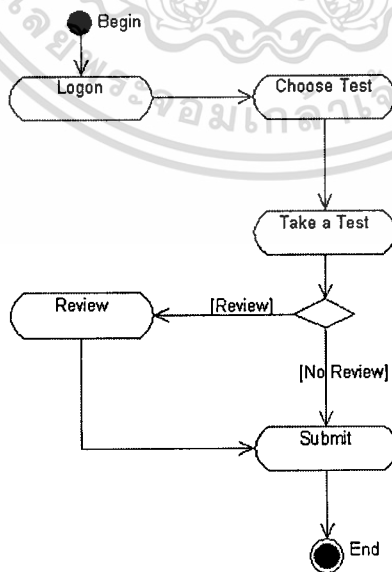 Begin
Logon
Choose Test
Take a Test
Review
[Review]
[No Review]
Submit
End